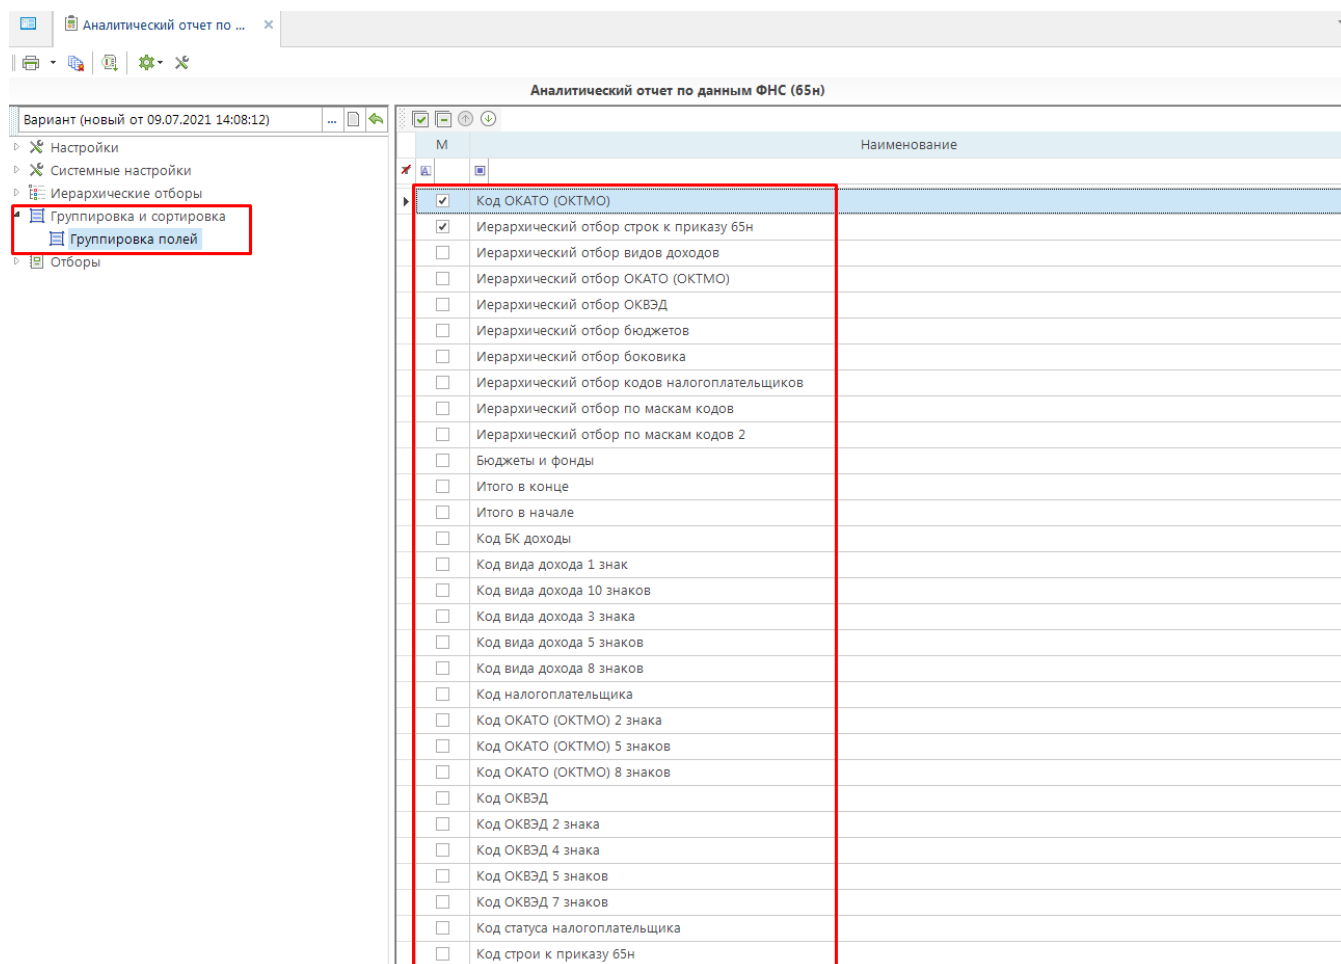 Аналитический отчет по ...
Аналитический отчет по данным ФНС (65н)
Вариант (новый от 09.07.2021 14:08:12)
...
Настройки
Системные настройки
Иерархические отборы
Группировка и сортировка
Группировка полей
Отборы
М
Наименование
Код ОКАТО (ОКТМО)
Иерархический отбор строк к приказу 65н
Иерархический отбор видов доходов
Иерархический отбор ОКАТО (ОКТМО)
Иерархический отбор ОКВЭД
Иерархический отбор бюджетов
Иерархический отбор боковика
Иерархический отбор кодов налогоплательщиков
Иерархический отбор по маскам кодов
Иерархический отбор по маскам кодов 2
Бюджеты и фонды
Итого в конце
Итого в начале
Код БК доходы
Код вида дохода 1 знак
Код вида дохода 10 знаков
Код вида дохода 3 знака
Код вида дохода 5 знаков
Код вида дохода 8 знаков
Код налогоплательщика
Код ОКАТО (ОКТМО) 2 знака
Код ОКАТО (ОКТМО) 5 знаков
Код ОКАТО (ОКТМО) 8 знаков
Код ОКВЭД
Код ОКВЭД 2 знака
Код ОКВЭД 4 знака
Код ОКВЭД 5 знаков
Код ОКВЭД 7 знаков
Код статуса налогоплательщика
Код строи к приказу 65н